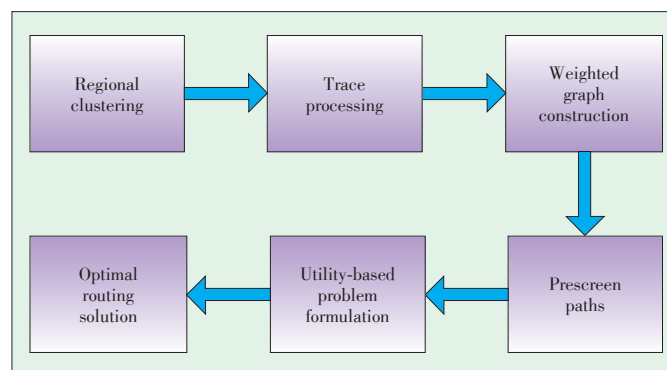 Regional
clustering
Trace
processing
Weighted
graph
construction
Prescreen
paths
Utility-based
problem
formulation
Optimal
routing
solution